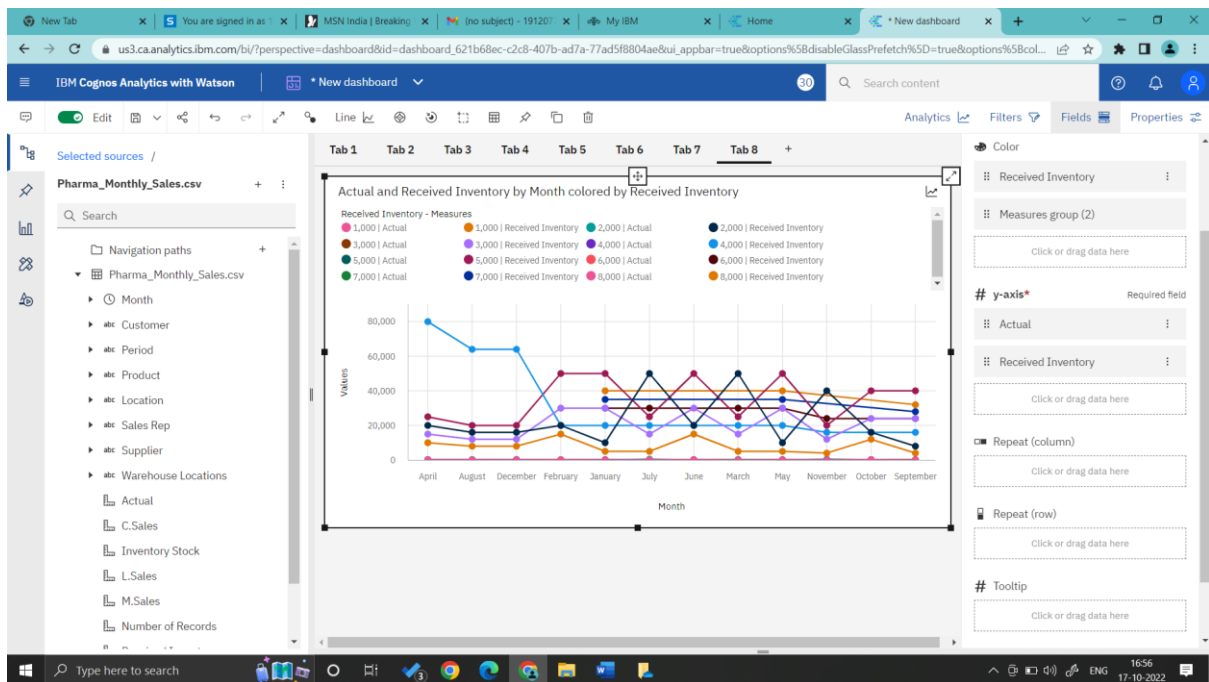 New Tab
You are signed in as
MSN India | Breaking
(no subject) - 19120
My IBM
Home
* New dashboard
us3.ca.analytics.ibm.com/bi/?perspective=dashboard&id=dashboard_621b68ec-c2c8-407b-ad7a-77ad5f8804ae&ui_appbar=true&options%5BdisableGlassPrefetch%5D=true&options%5Bcol...
IBM Cognos Analytics with Watson
* New dashboard
30
Search content
Edit
Line
Analytics
Filters
Fields
Properties
Selected sources /
Pharma_Monthly_Sales.csv
Search
Navigation paths
Pharma_Monthly_Sales.csv
Month
abc Customer
abc Period
abc Product
abc Location
abc Sales Rep
abc Supplier
abc Warehouse Locations
Actual
C.Sales
Inventory Stock
L.Sales
M.Sales
Number of Records
Tab 1 Tab 2 Tab 3 Tab 4 Tab 5 Tab 6 Tab 7 Tab 8 +
Actual and Received Inventory by Month colored by Received Inventory
Received Inventory - Measures
1,000 | Actual 1,000 | Received Inventory 2,000 | Actual 2,000 | Received Inventory
3,000 | Actual 3,000 | Received Inventory 4,000 | Actual 4,000 | Received Inventory
5,000 | Actual 5,000 | Received Inventory 6,000 | Actual 6,000 | Received Inventory
7,000 | Actual 7,000 | Received Inventory 8,000 | Actual 8,000 | Received Inventory
80,000
60,000
40,000
20,000
0
Values
April August December February January July June March May November October September
Month
Color
Received Inventory
Measures group (2)
Click or drag data here
# y-axis*
Required field
Actual
Received Inventory
Click or drag data here
Repeat (column)
Click or drag data here
Repeat (row)
Click or drag data here
# Tooltip
Click or drag data here
Type here to search
3
ENG
16:56
17-10-2022